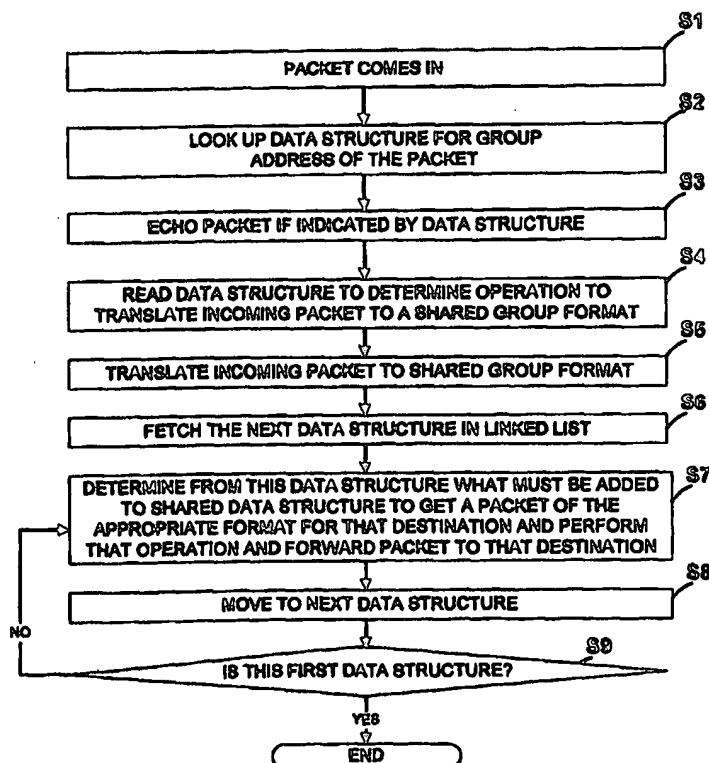 S1
PACKET COMES IN
S2
LOOK UP DATA STRUCTURE FOR GROUP
ADDRESS OF THE PACKET
S3
ECHO PACKET IF INDICATED BY DATA STRUCTURE
S4
READ DATA STRUCTURE TO DETERMINE OPERATION TO
TRANSLATE INCOMING PACKET TO A SHARED GROUP FORMAT
S5
TRANSLATE INCOMING PACKET TO SHARED GROUP FORMAT
S6
FETCH THE NEXT DATA STRUCTURE IN LINKED LIST
S7
DETERMINE FROM THIS DATA STRUCTURE WHAT MUST BE ADDED
TO SHARED DATA STRUCTURE TO GET A PACKET OF THE
APPROPRIATE FORMAT FOR THAT DESTINATION AND PERFORM
THAT OPERATION AND FORWARD PACKET TO THAT DESTINATION
S8
MOVE TO NEXT DATA STRUCTURE
NO
S9
IS THIS FIRST DATA STRUCTURE?
YES
END